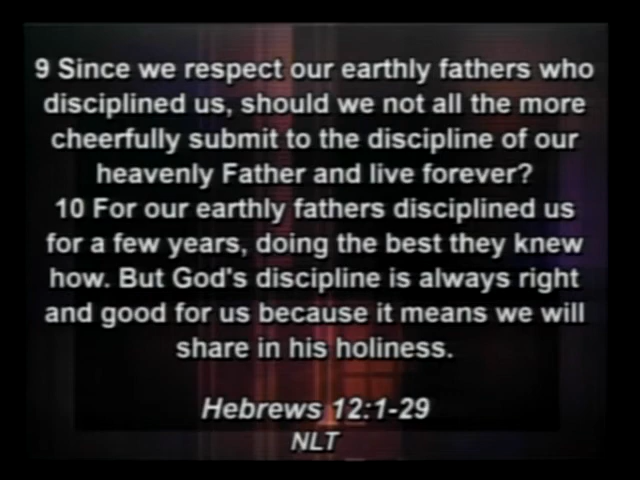 9 Since we respect our earthly fathers who
disciplined us, should we not all the more
cheerfully submit to the discipline of our
heavenly Father and live forever?
10 For our earthly fathers disciplined us
for a few years, doing the best they knew
how. But God's discipline is always right
and good for us because it means we will
share in his holiness.
Hebrews 12:1-29
NLT